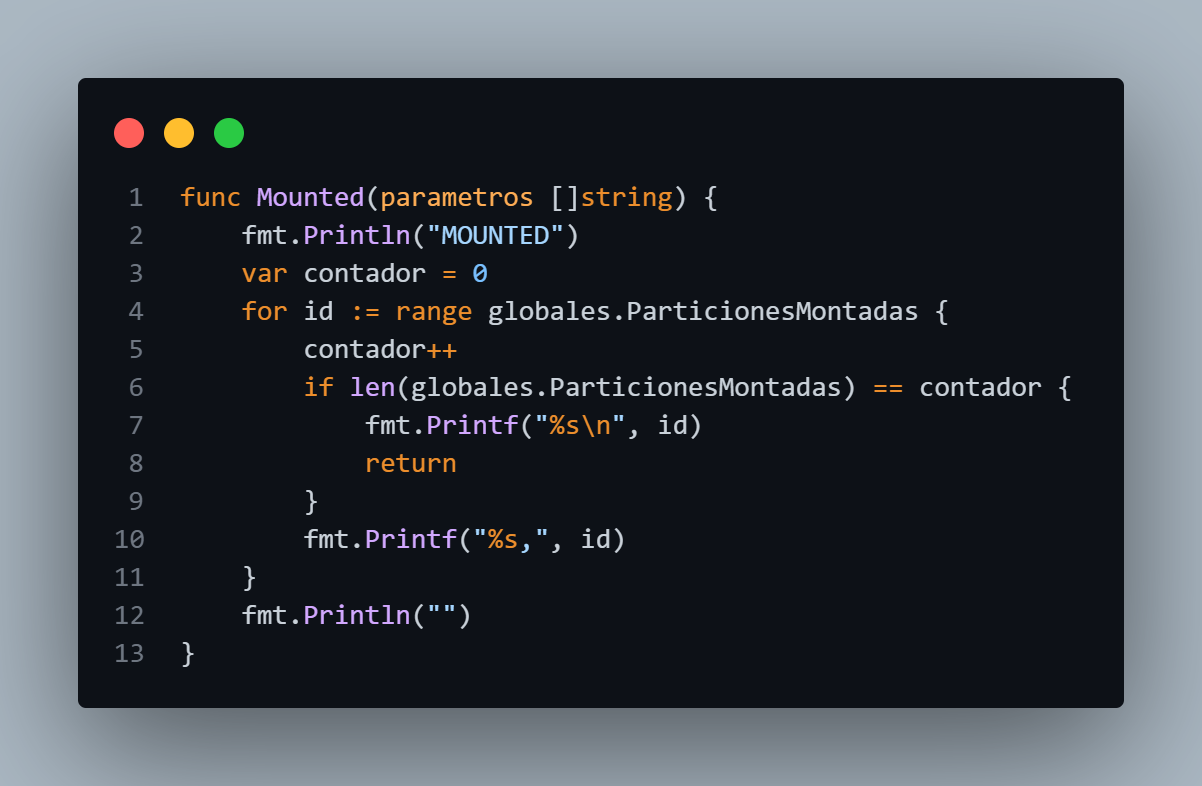 1 func Mounted(parametros []string) {
2     fmt.Println("MOUNTED")
3     var contador = 0
4     for id := range globales.ParticionesMontadas {
5         contador++
6         if len(globales.ParticionesMontadas) == contador {
7             fmt.Printf("%s\n", id)
8             return
9         }
10         fmt.Printf("%s,", id)
11     }
12     fmt.Println("")
13 }